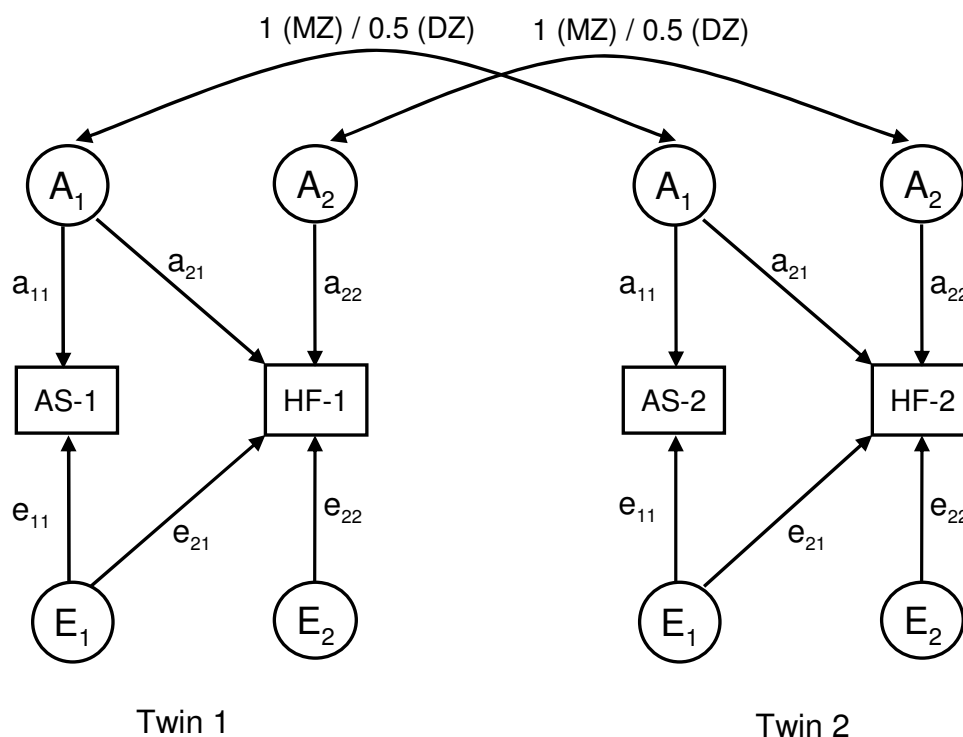 1 (MZ) / 0.5 (DZ) 1 (MZ) / 0.5 (DZ)
A₁ A₂ A₁ A₂
a₁₁ a₂₁ a₂₂ a₁₁ a₂₁ a₂₂
AS-1 HF-1 AS-2 HF-2
e₁₁ e₂₁ e₂₂ e₁₁ e₂₁ e₂₂
E₁ E₂ E₁ E₂
Twin 1 Twin 2